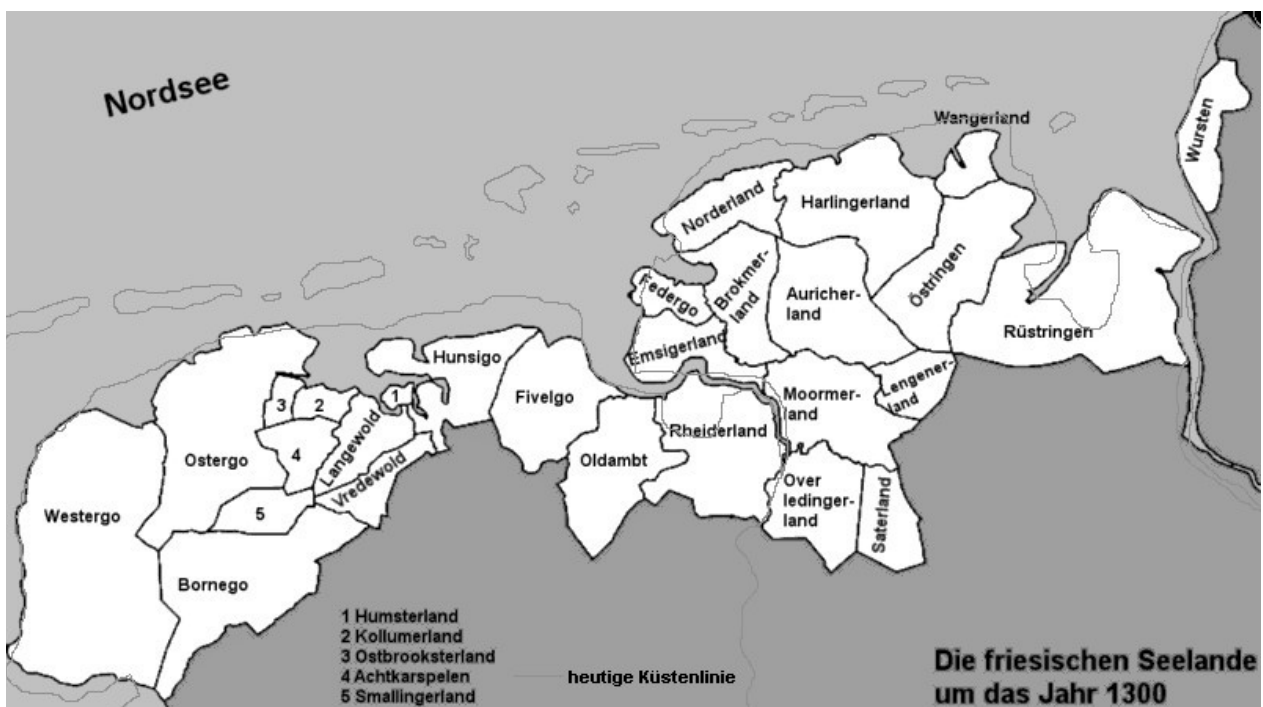 Nordsee
Wangerland
Wursten
Norderland
Harlingerland
Federgo
Brokmer-
land
Auricher-
land
Östringen
Rüstringen
Emsigerland
Hunsigo
Fivelgo
Moormer-
land
Lengener-
land
1
3
2
Langewold
Vredewold
4
Ostergo
Oldambt
Rheiderland
Over
ledinger-
land
Saterland
Westergo
5
Bornego
1 Humsterland
2 Kollumerland
3 Ostbrooksterland
4 Achtkarspelen
5 Smallingerland
heutige Küstenlinie
Die friesischen Seelande
um das Jahr 1300